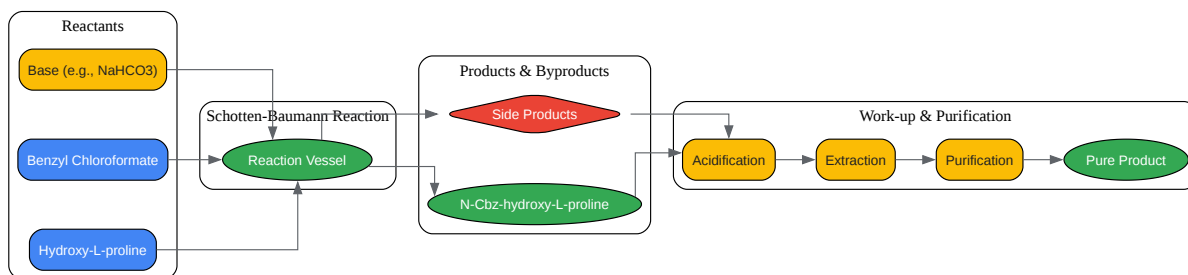 Reactants
Base (e.g., NaHCO3)
Benzyl Chloroformate
Hydroxy-L-proline
Schotten-Baumann Reaction
Reaction Vessel
Products & Byproducts
Side Products
N-Cbz-hydroxy-L-proline
Work-up & Purification
Acidification
Extraction
Purification
Pure Product